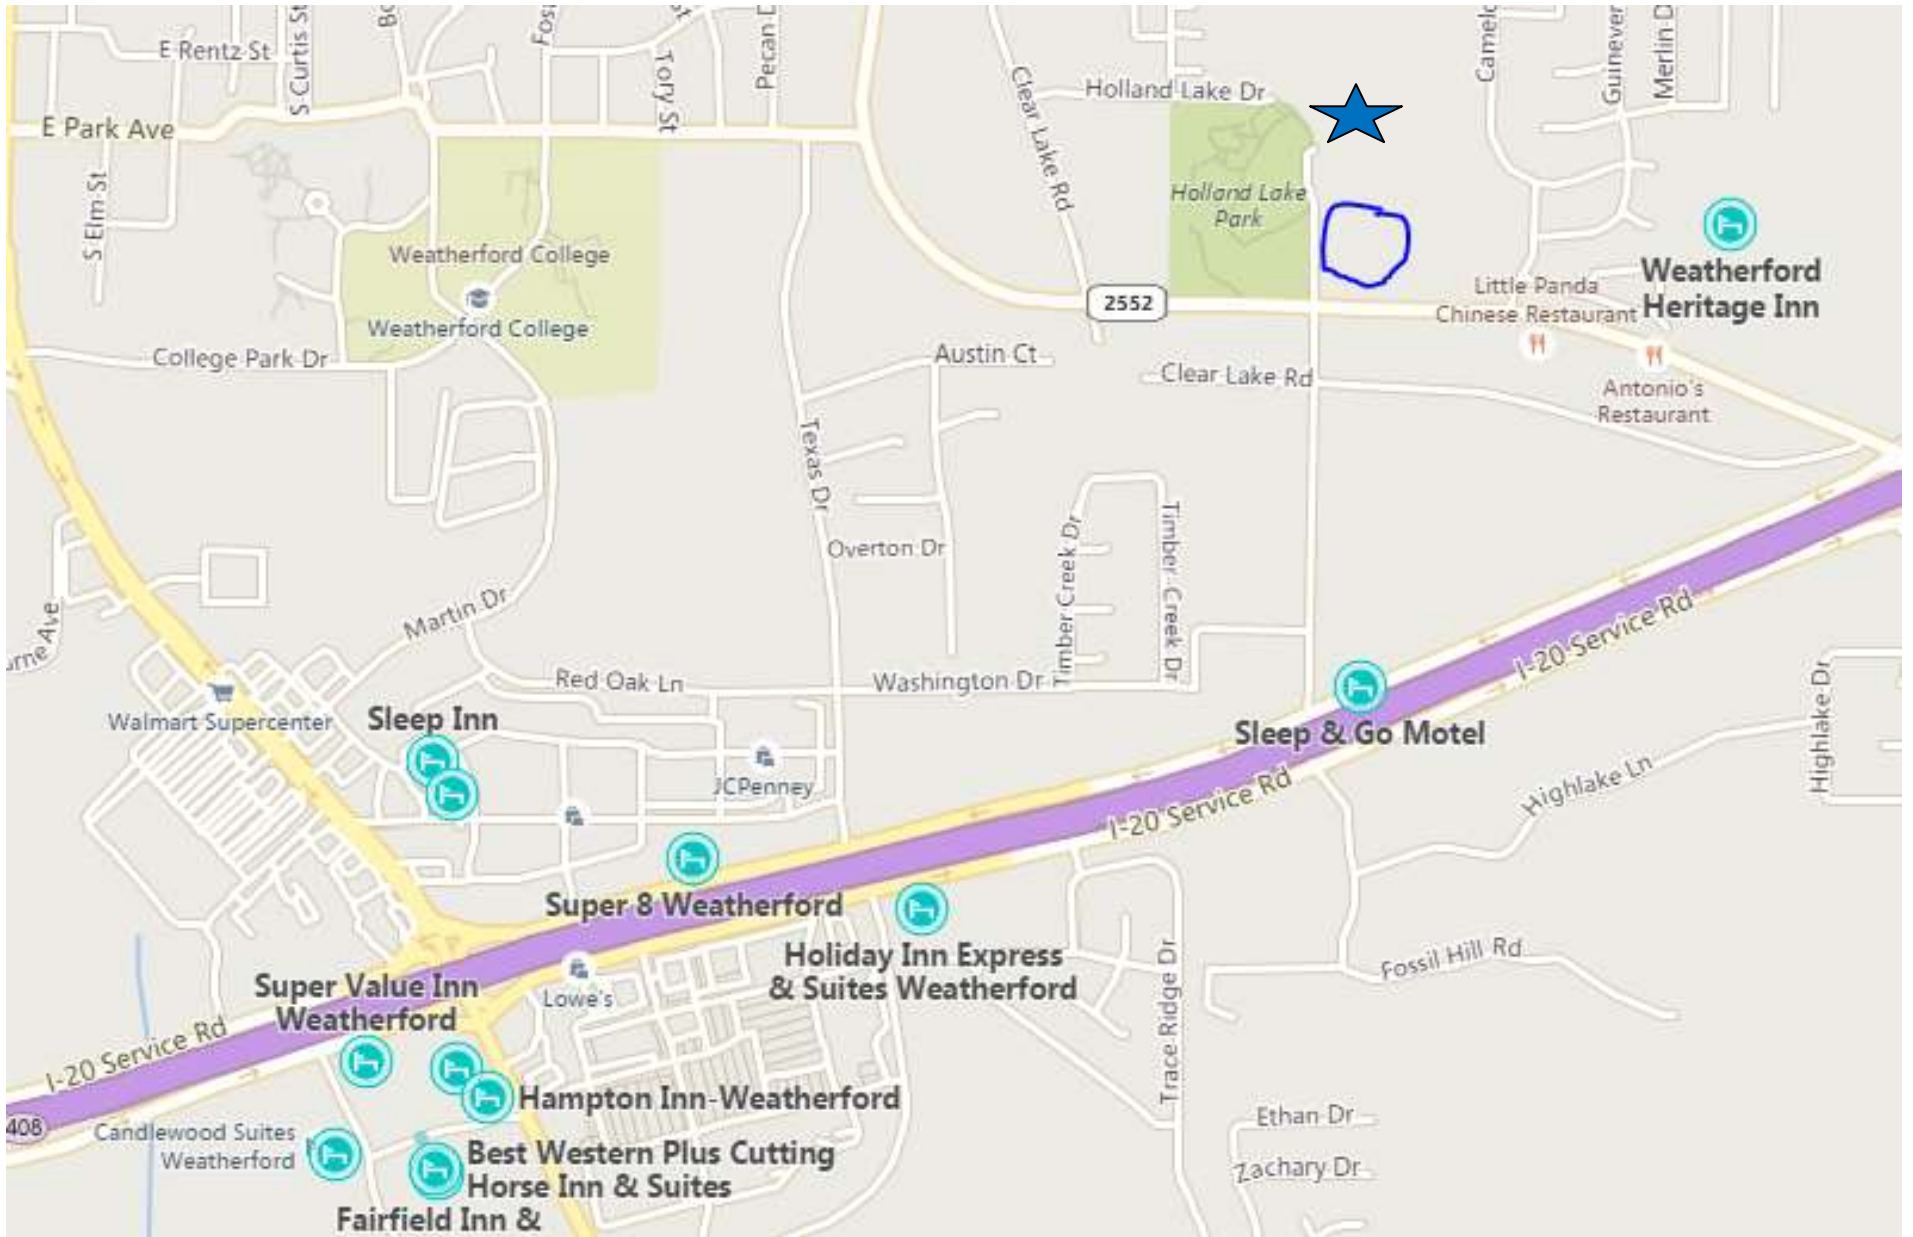 E Rentz St
S Curtis St
Tory St
Holland Lake Dr
Clear Lake Rd
E Park Ave
S Elm St
Holland Lake
Park
Weatherford College
Weatherford College
2552
Little Panda
Chinese Restaurant
Weatherford
Heritage Inn
College Park Dr
Austin Ct
Clear Lake Rd
Antonio's
Restaurant
Texas Dr
Overton Dr
Timber Creek Dr
Timber Creek Dr
Martin Dr
I-20 Service Rd
Red Oak Ln
Washington Dr
Highlake Dr
Walmart Supercenter
Sleep Inn
Sleep & Go Motel
JCPenney
I-20 Service Rd
Highlake Ln
Super 8 Weatherford
Holiday Inn Express
& Suites Weatherford
Fossil Hill Rd
Trace Ridge Dr
Super Value Inn
Weatherford
Lowe's
I-20 Service Rd
Hampton Inn-Weatherford
408
Candlewood Suites
Weatherford
Best Western Plus Cutting
Horse Inn & Suites
Fairfield Inn &
Ethan Dr
Zachary Dr